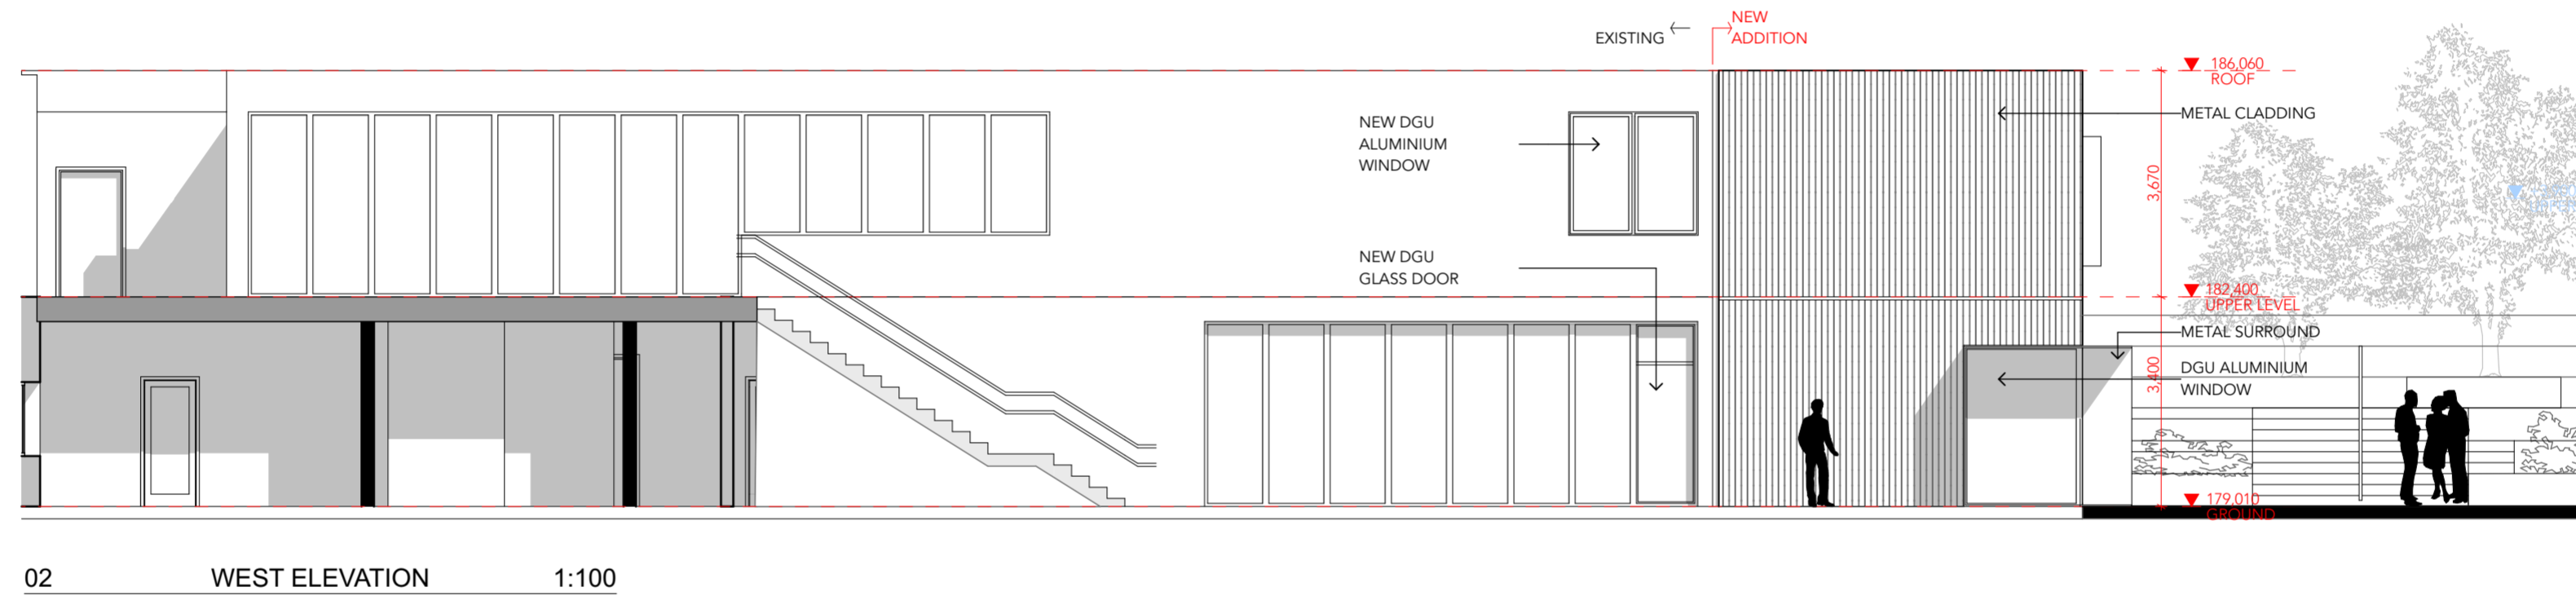 EXISTING
NEW
ADDITION
186,060
ROOF
METAL CLADDING
NEW DGU
ALUMINIUM
WINDOW
3,670
NEW DGU
GLASS DOOR
182,400
UPPER LEVEL
METAL SURROUND
DGU ALUMINIUM
WINDOW
3,400
179,010
GROUND
02 WEST ELEVATION 1:100